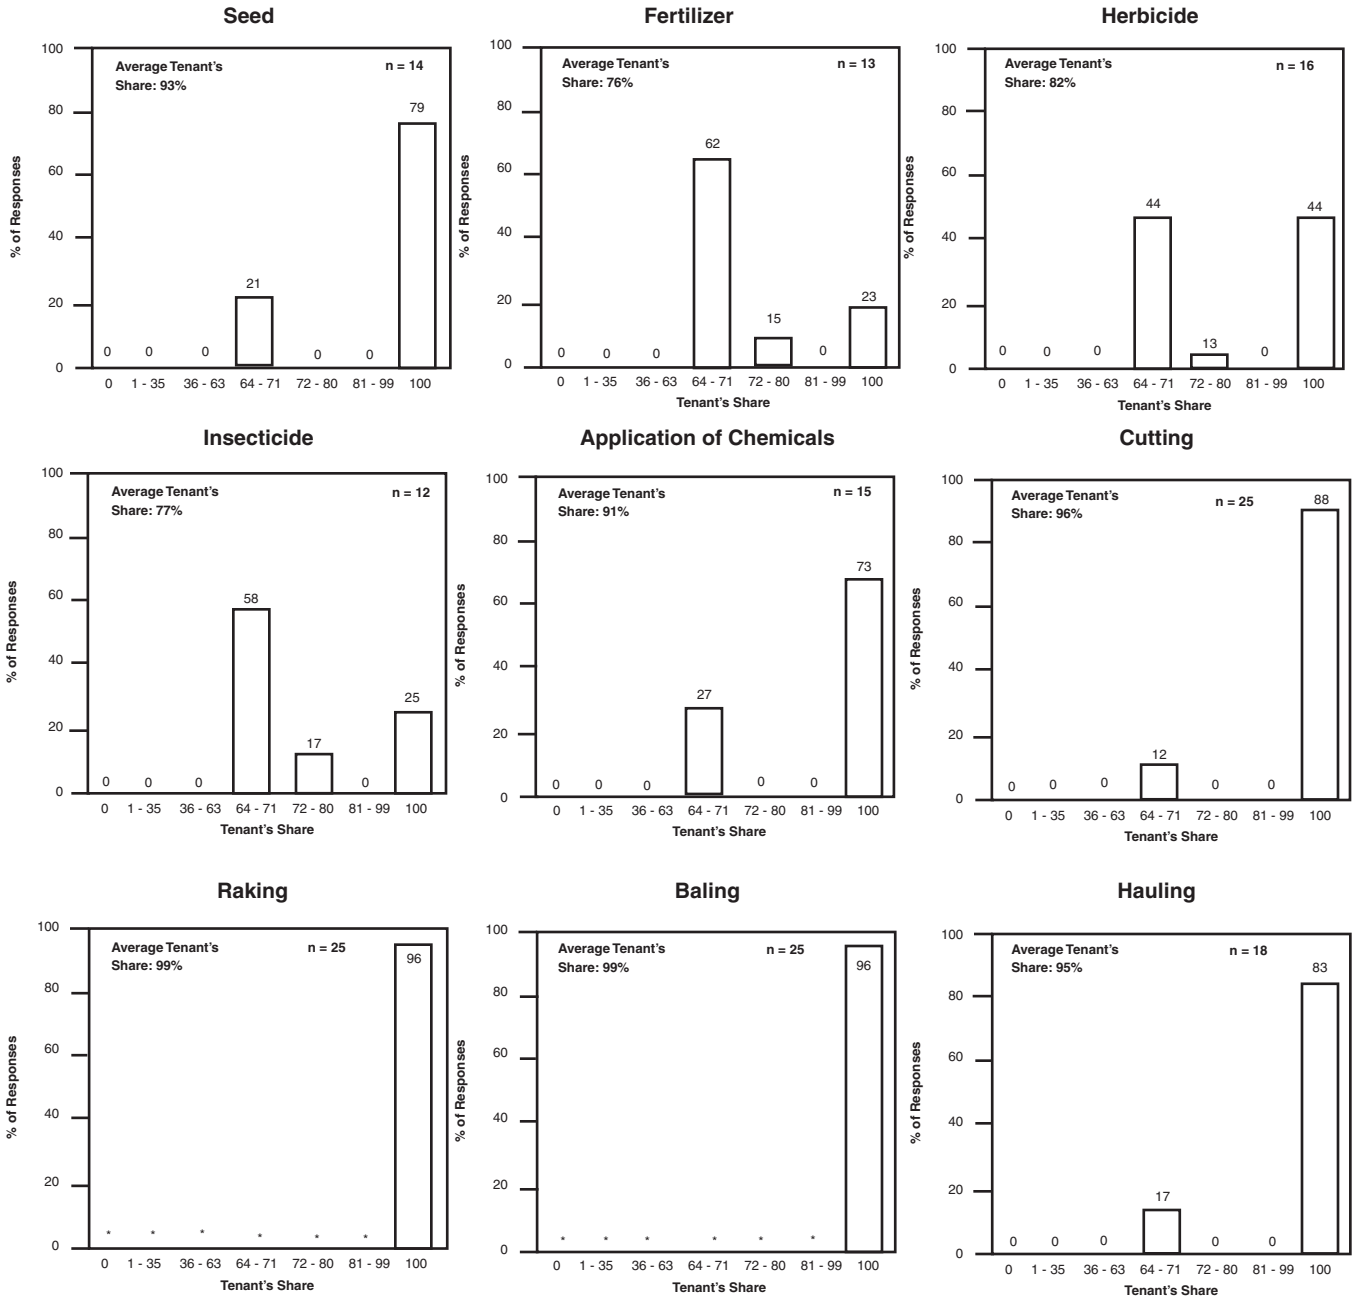 Seed
Average Tenant's
Share: 93%
n = 14
% of Responses
100
80
60
40
20
0
0 0 0 21 0 0 79
0 1 - 35 36 - 63 64 - 71 72 - 80 81 - 99 100
Fertilizer
Average Tenant's
Share: 76%
n = 13
% of Responses
100
80
60
40
20
0
0 0 0 62 15 0 23
0 1 - 35 36 - 63 64 - 71 72 - 80 81 - 99 100
Tenant's Share
Herbicide
Average Tenant's
Share: 82%
n = 16
% of Responses
100
80
60
40
20
0
0 0 0 44 13 0 44
0 1 - 35 36 - 63 64 - 71 72 - 80 81 - 99 100
Tenant's Share
Insecticide
Average Tenant's
Share: 77%
n = 12
% of Responses
100
80
60
40
20
0
0 0 0 58 17 0 25
0 1 - 35 36 - 63 64 - 71 72 - 80 81 - 99 100
Tenant's Share
Application of Chemicals
Average Tenant's
Share: 91%
n = 15
% of Responses
100
80
60
40
20
0
0 0 0 27 0 0 73
0 1 - 35 36 - 63 64 - 71 72 - 80 81 - 99 100
Tenant's Share
Cutting
Average Tenant's
Share: 96%
n = 25
% of Responses
100
80
60
40
20
0
0 0 0 12 0 0 88
0 1 - 35 36 - 63 64 - 71 72 - 80 81 - 99 100
Tenant's Share
Raking
Average Tenant's
Share: 99%
n = 25
% of Responses
100
80
60
40
20
0
* * * * * * 96
0 1 - 35 36 - 63 64 - 71 72 - 80 81 - 99 100
Tenant's Share
Baling
Average Tenant's
Share: 99%
n = 25
% of Responses
100
80
60
40
20
0
* * * * * * 96
0 1 - 35 36 - 63 64 - 71 72 - 80 81 - 99 100
Tenant's Share
Hauling
Average Tenant's
Share: 95%
n = 18
% of Responses
100
80
60
40
20
0
0 0 0 17 0 0 83
0 1 - 35 36 - 63 64 - 71 72 - 80 81 - 99 100
Tenant's Share